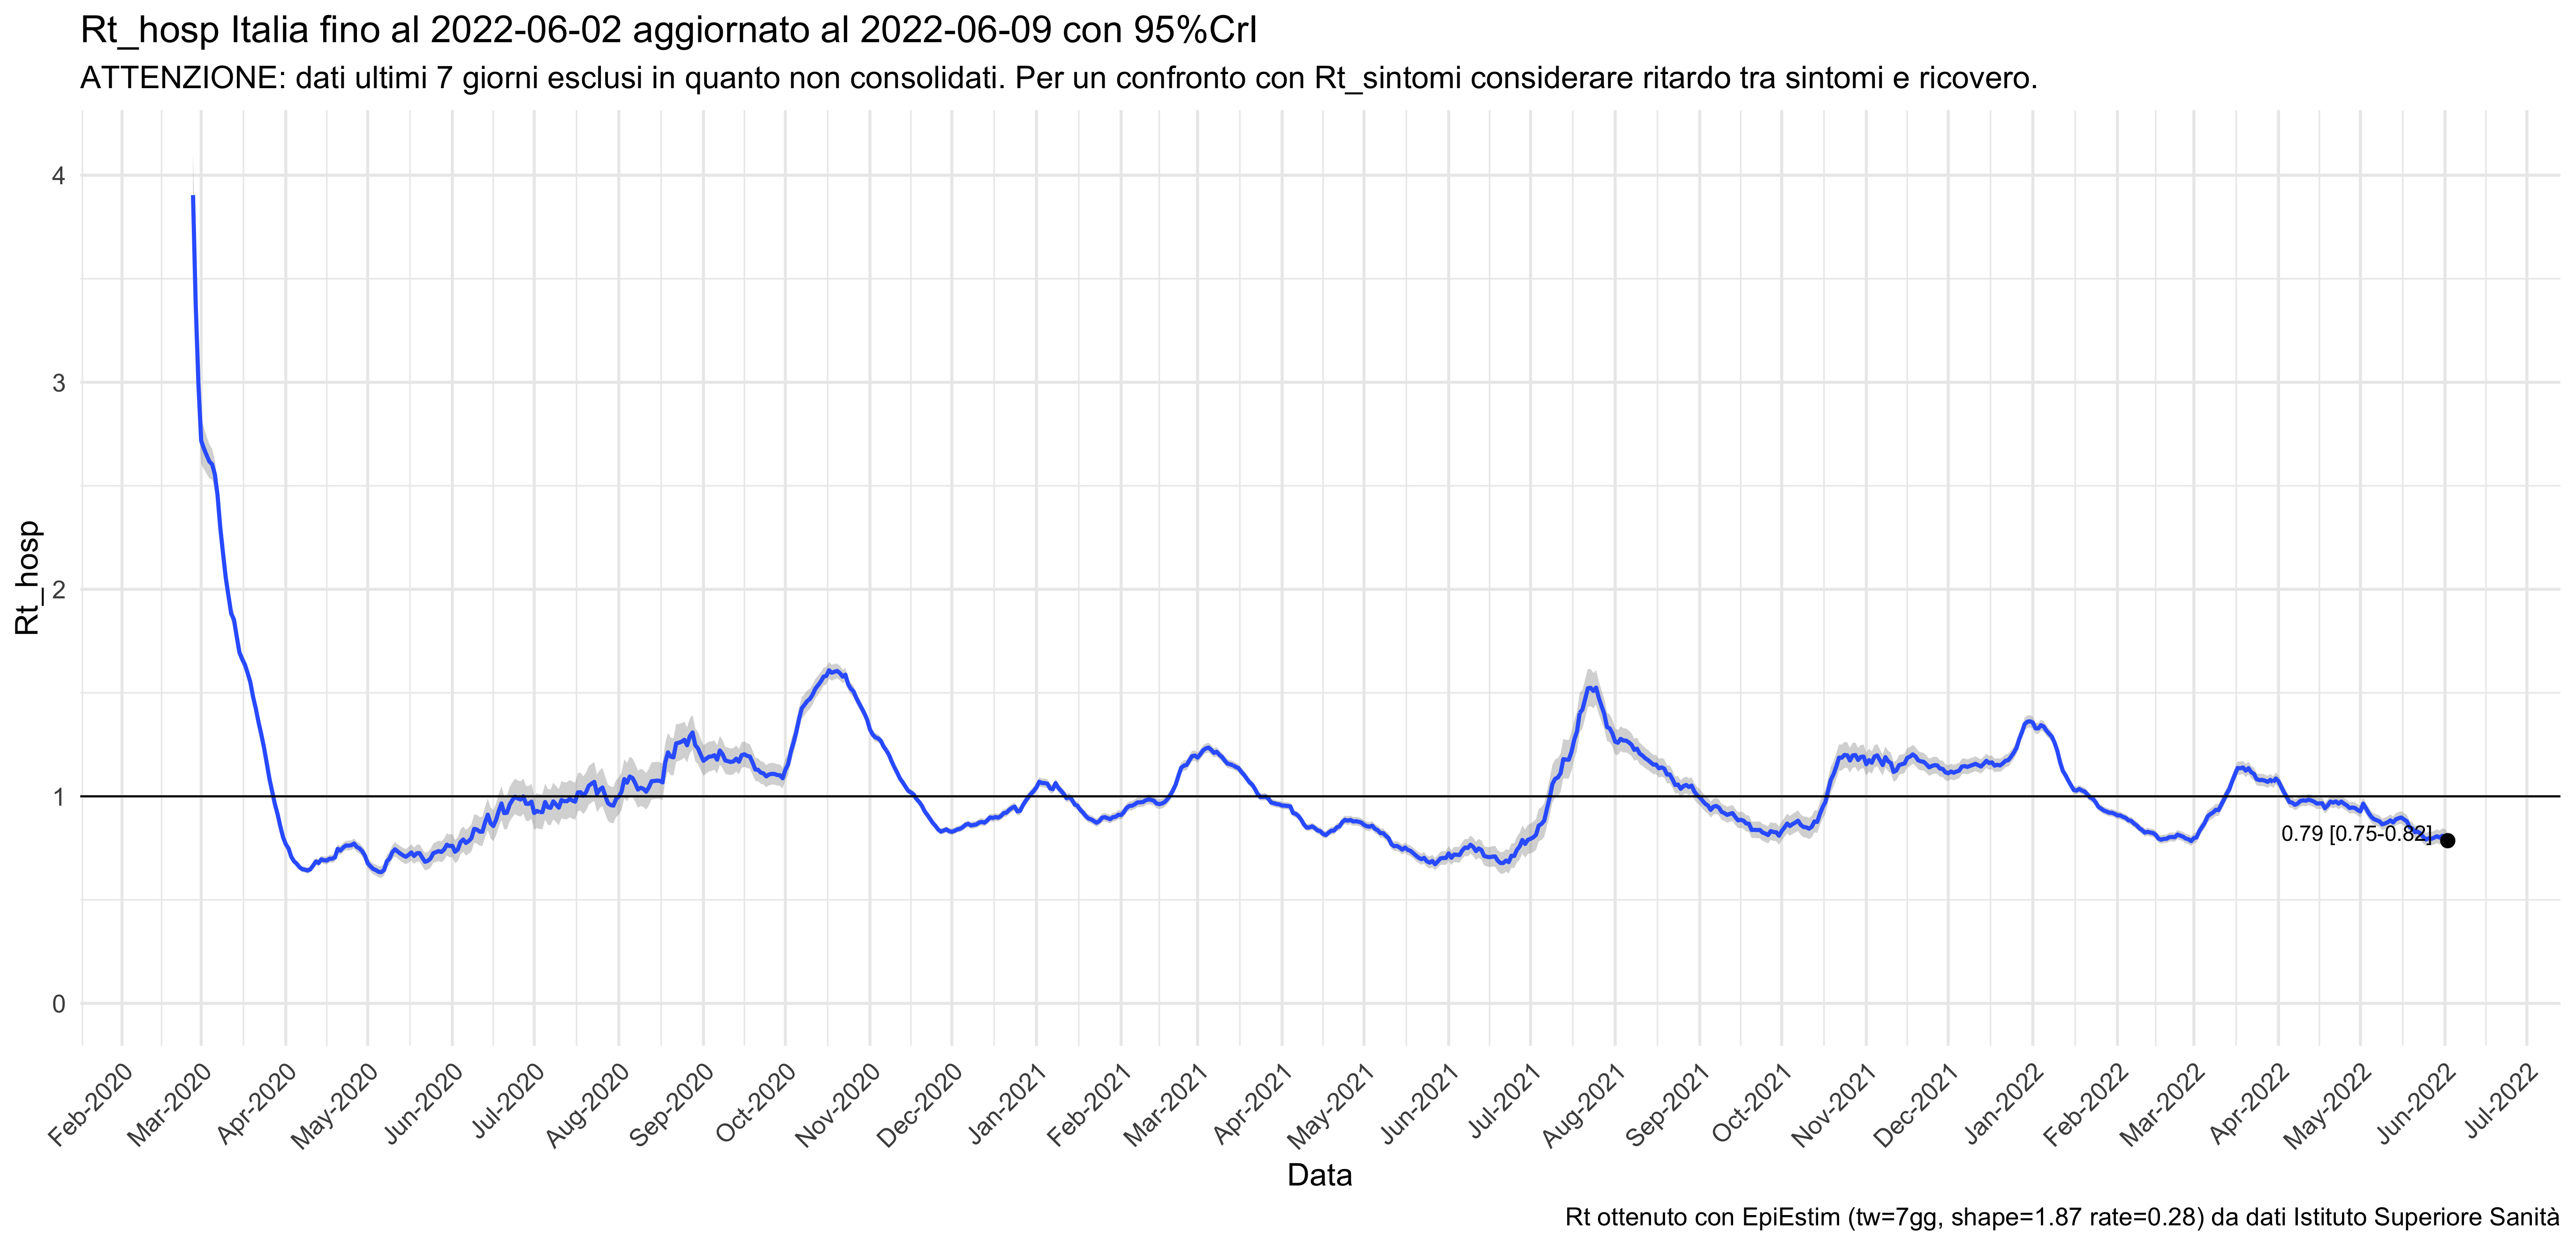 Rt_hosp Italia fino al 2022-06-02 aggiornato al 2022-06-09 con 95%CrI
ATTENZIONE: dati ultimi 7 giorni esclusi in quanto non consolidati. Per un confronto con Rt_sintomi considerare ritardo tra sintomi e ricovero.
Rt_hosp
4
3
2
1
0
0.79 [0.75-0.82]
Feb-2020
Mar-2020
Apr-2020
May-2020
Jun-2020
Jul-2020
Aug-2020
Sep-2020
Oct-2020
Nov-2020
Dec-2020
Jan-2021
Feb-2021
Mar-2021
Apr-2021
May-2021
Jun-2021
Jul-2021
Aug-2021
Sep-2021
Oct-2021
Nov-2021
Dec-2021
Jan-2022
Feb-2022
Mar-2022
Apr-2022
May-2022
Jun-2022
Jul-2022
Data
Rt ottenuto con EpiEstim (tw=7gg, shape=1.87 rate=0.28) da dati Istituto Superiore Sanità